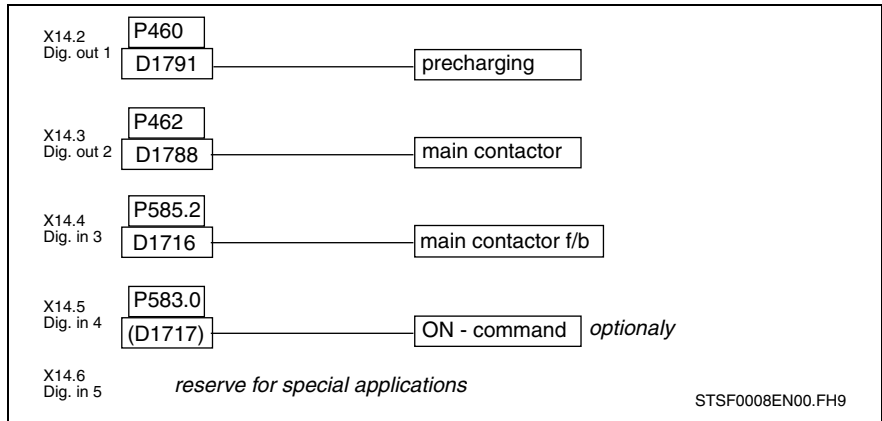 X14.2
Dig. out 1
P460
D1791
precharging
X14.3
Dig. out 2
P462
D1788
main contactor
X14.4
Dig. in 3
P585.2
D1716
main contactor f/b
X14.5
Dig. in 4
P583.0
(D1717)
ON - command
optionaly
X14.6
Dig. in 5
reserve for special applications
STSF0008EN00.FH9